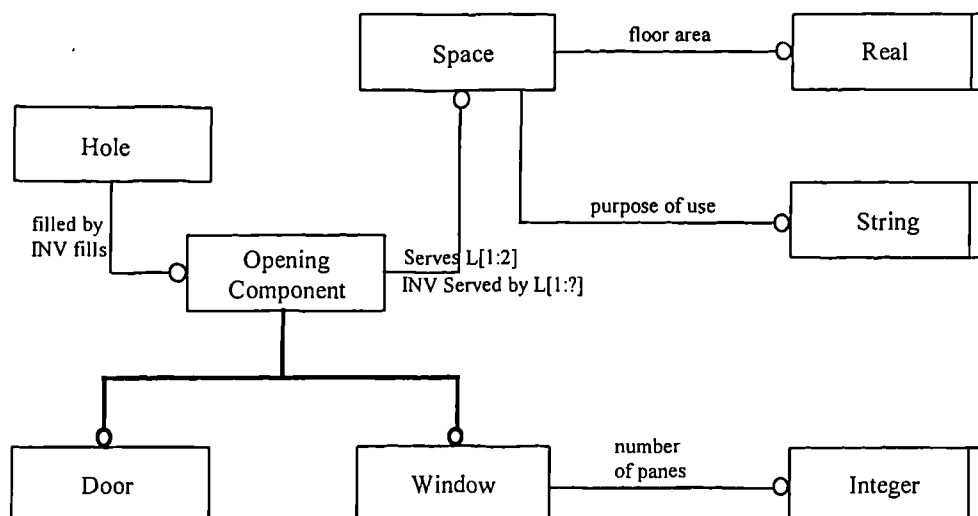 Space
floor area
Real
Hole
purpose of use
String
filled by
INV fills
Opening
Component
Serves L[1:2]
INV Served by L[1:?]
Door
Window
number
of panes
Integer